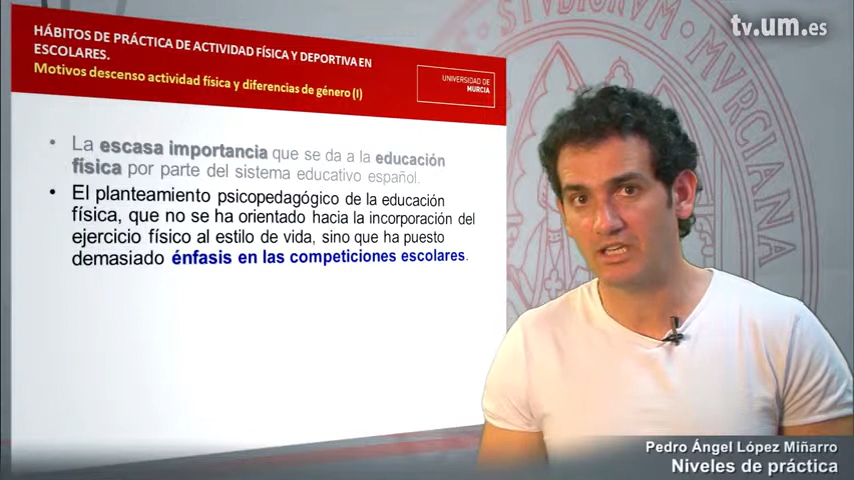 tv.um.es
STVDIORVM
MVRCIANA
HÁBITOS DE PRÁCTICA DE ACTIVIDAD FÍSICA Y DEPORTIVA EN
ESCOLARES.
Motivos descenso actividad física y diferencias de género (I)
UNIVERSIDAD DE
MURCIA
• La escasa importancia que se da a la educación
física por parte del sistema educativo español.
• El planteamiento psicopedagógico de la educación
física, que no se ha orientado hacia la incorporación del
ejercicio físico al estilo de vida, sino que ha puesto
demasiado énfasis en las competiciones escolares.
Pedro Ángel López Miñarro
Niveles de práctica